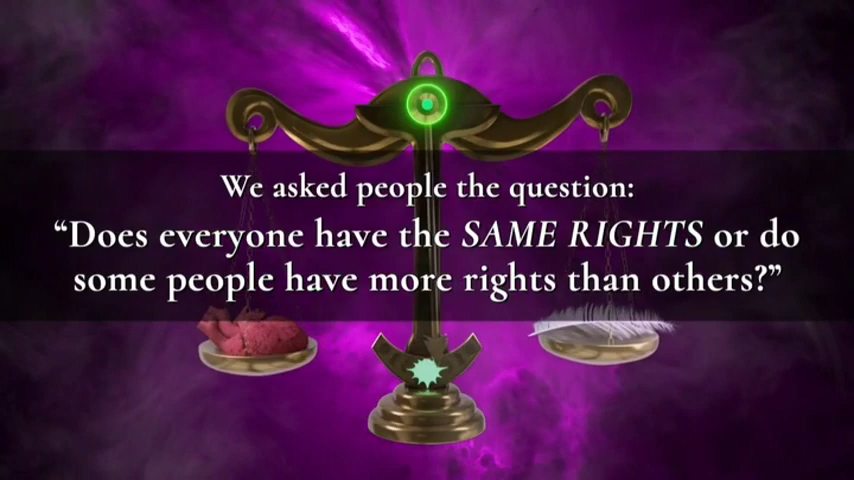 We asked people the question:
“Does everyone have the SAME RIGHTS or do
some people have more rights than others?”